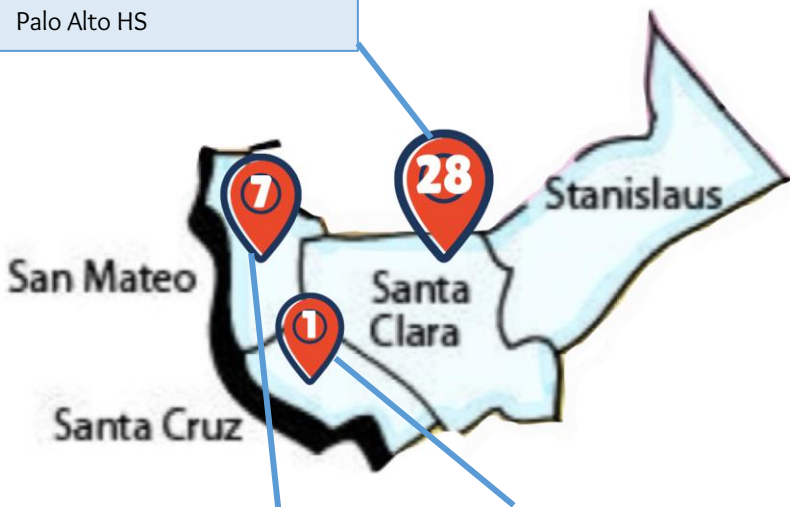 Palo Alto HS
28
7
Stanislaus
San Mateo
Santa
Clara
1
Santa Cruz